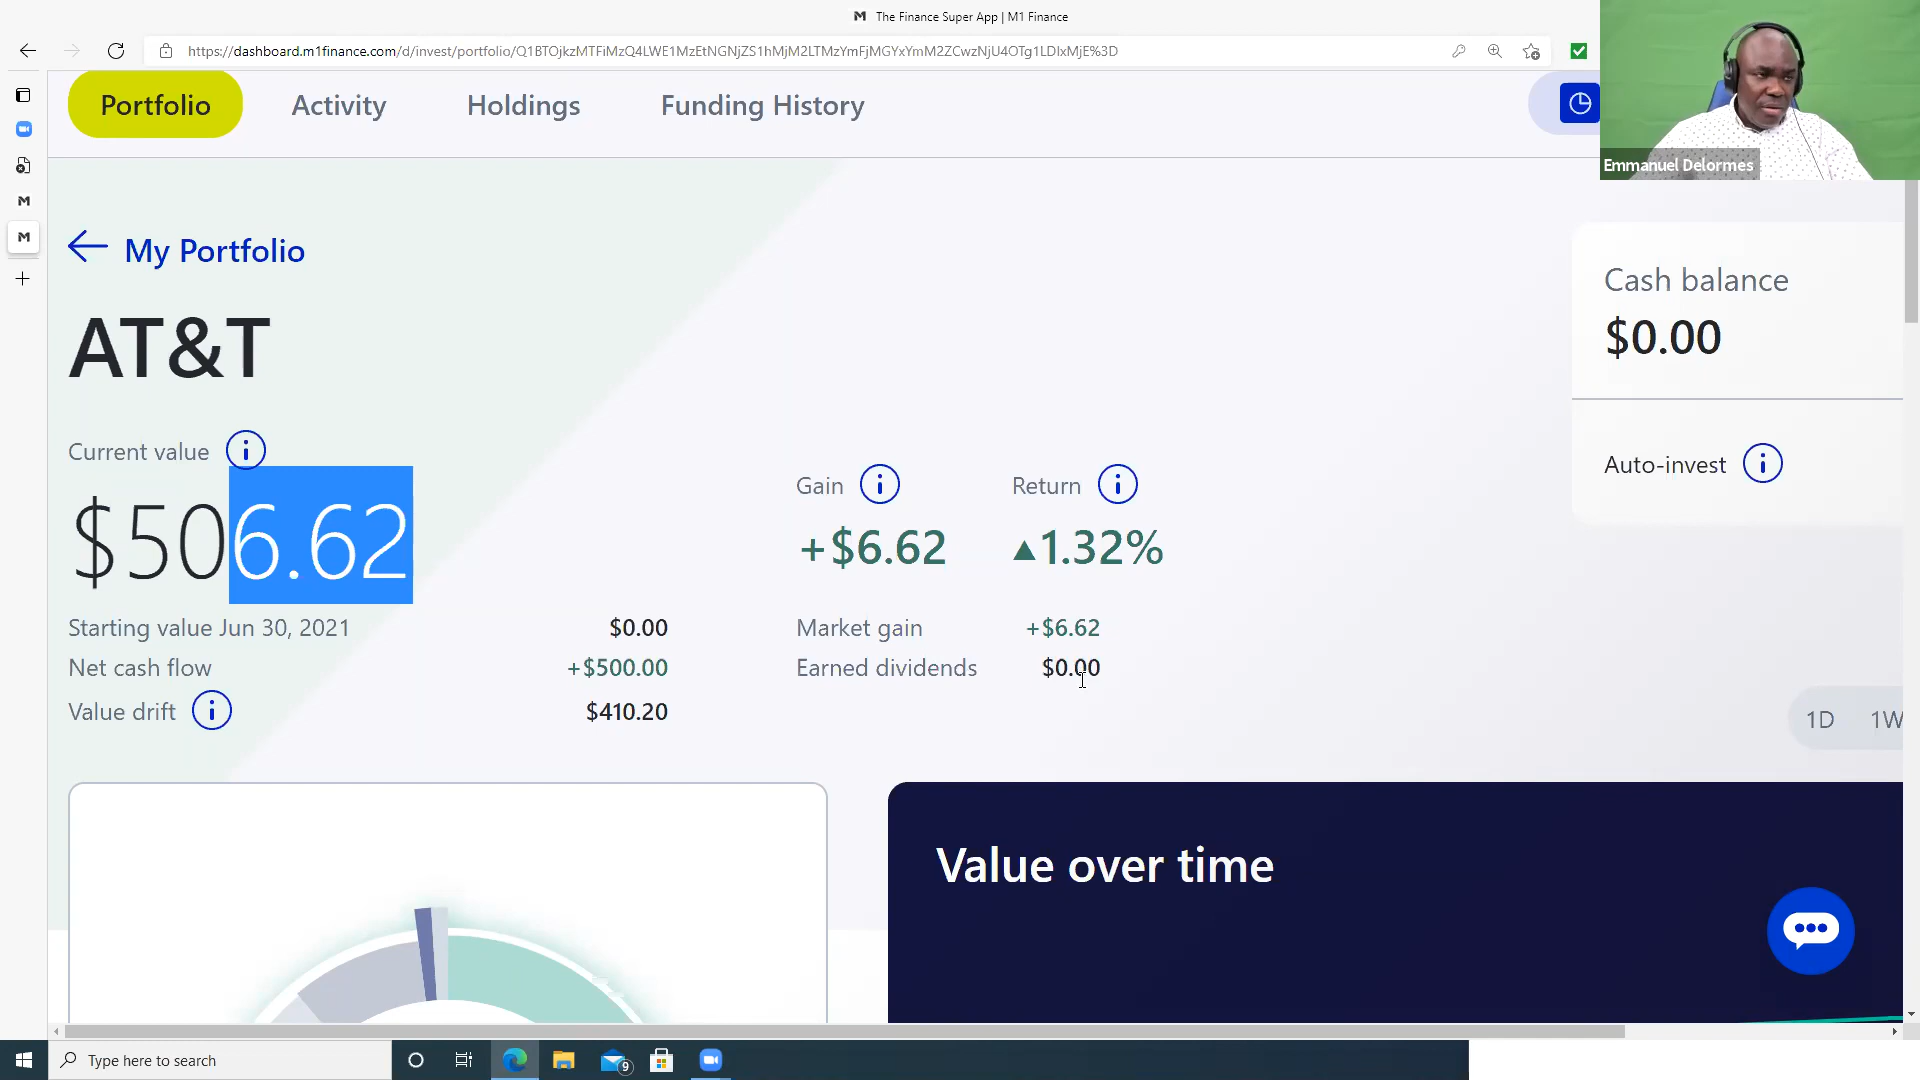 The Finance Super App | M1 Finance
https://dashboard.m1finance.com/d/invest/portfolio/Q1BTOjkzMTFiMzQ4LWE1MzEtNGNjZS1hMjM2LTMzYmFjMGYxYmM2ZCwzNjU4OTg1LDIxMjE%3D
Portfolio Activity Holdings Funding History
Emmanuel Delormes
My Portfolio
AT&T
Current value
$506.62
Starting value Jun 30, 2021 $0.00
Net cash flow +$500.00
Value drift $410.20
Gain Return
+$6.62 1.32%
Market gain +$6.62
Earned dividends $0.00
Cash balance
$0.00
Auto-invest
1D 1W
Value over time
Type here to search
9